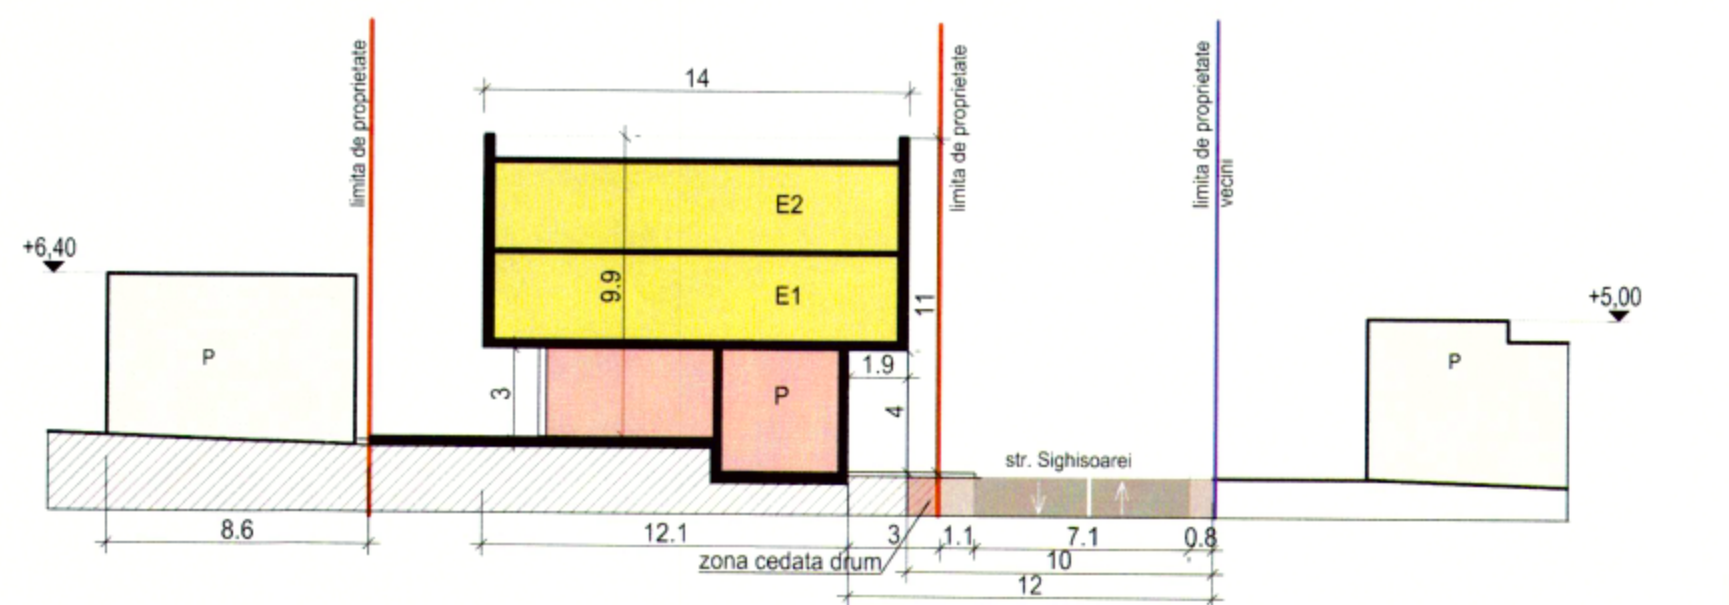 limita de proprietate
14
limita de proprietate
limita de proprietate
vecini
+6,40
E2
9.9
E1
11
+5,00
P
3
P
1.9
4
P
str. Sighisoarei
8.6
12.1
3
1.1
7.1
0.8
zona cedata drum
10
12